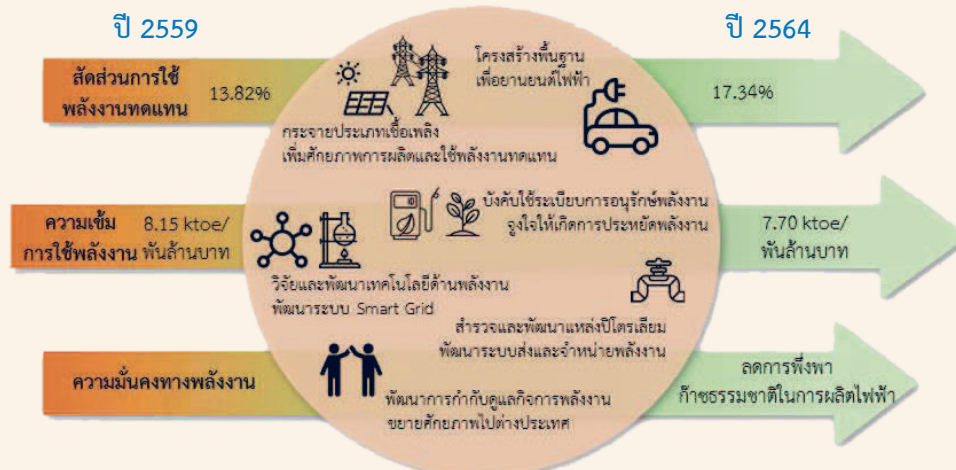 ปี 2559
ปี 2564
สัดส่วนการใช้
พลังงานทดแทน
13.82%
โครงสร้างพื้นฐาน
เพื่อยานยนต์ไฟฟ้า
17.34%
กระจายประเภทเชื้อเพลิง
เพิ่มศักยภาพการผลิตและใช้พลังงานทดแทน
ความเข้ม
การใช้พลังงาน
8.15 ktoe/
พันล้านบาท
บังคับใช้ระเบียบการอนุรักษ์พลังงาน
จูงใจให้เกิดการประหยัดพลังงาน
7.70 ktoe/
พันล้านบาท
วิจัยและพัฒนาเทคโนโลยีด้านพลังงาน
พัฒนาระบบ Smart Grid
สำรวจและพัฒนาแหล่งปิโตรเลียม
พัฒนาระบบส่งและจำหน่ายพลังงาน
ความมั่นคงทางพลังงาน
ลดการพึ่งพา
ก๊าซธรรมชาติในการผลิตไฟฟ้า
พัฒนาการกำกับดูแลกิจการพลังงาน
ขยายศักยภาพไปต่างประเทศ